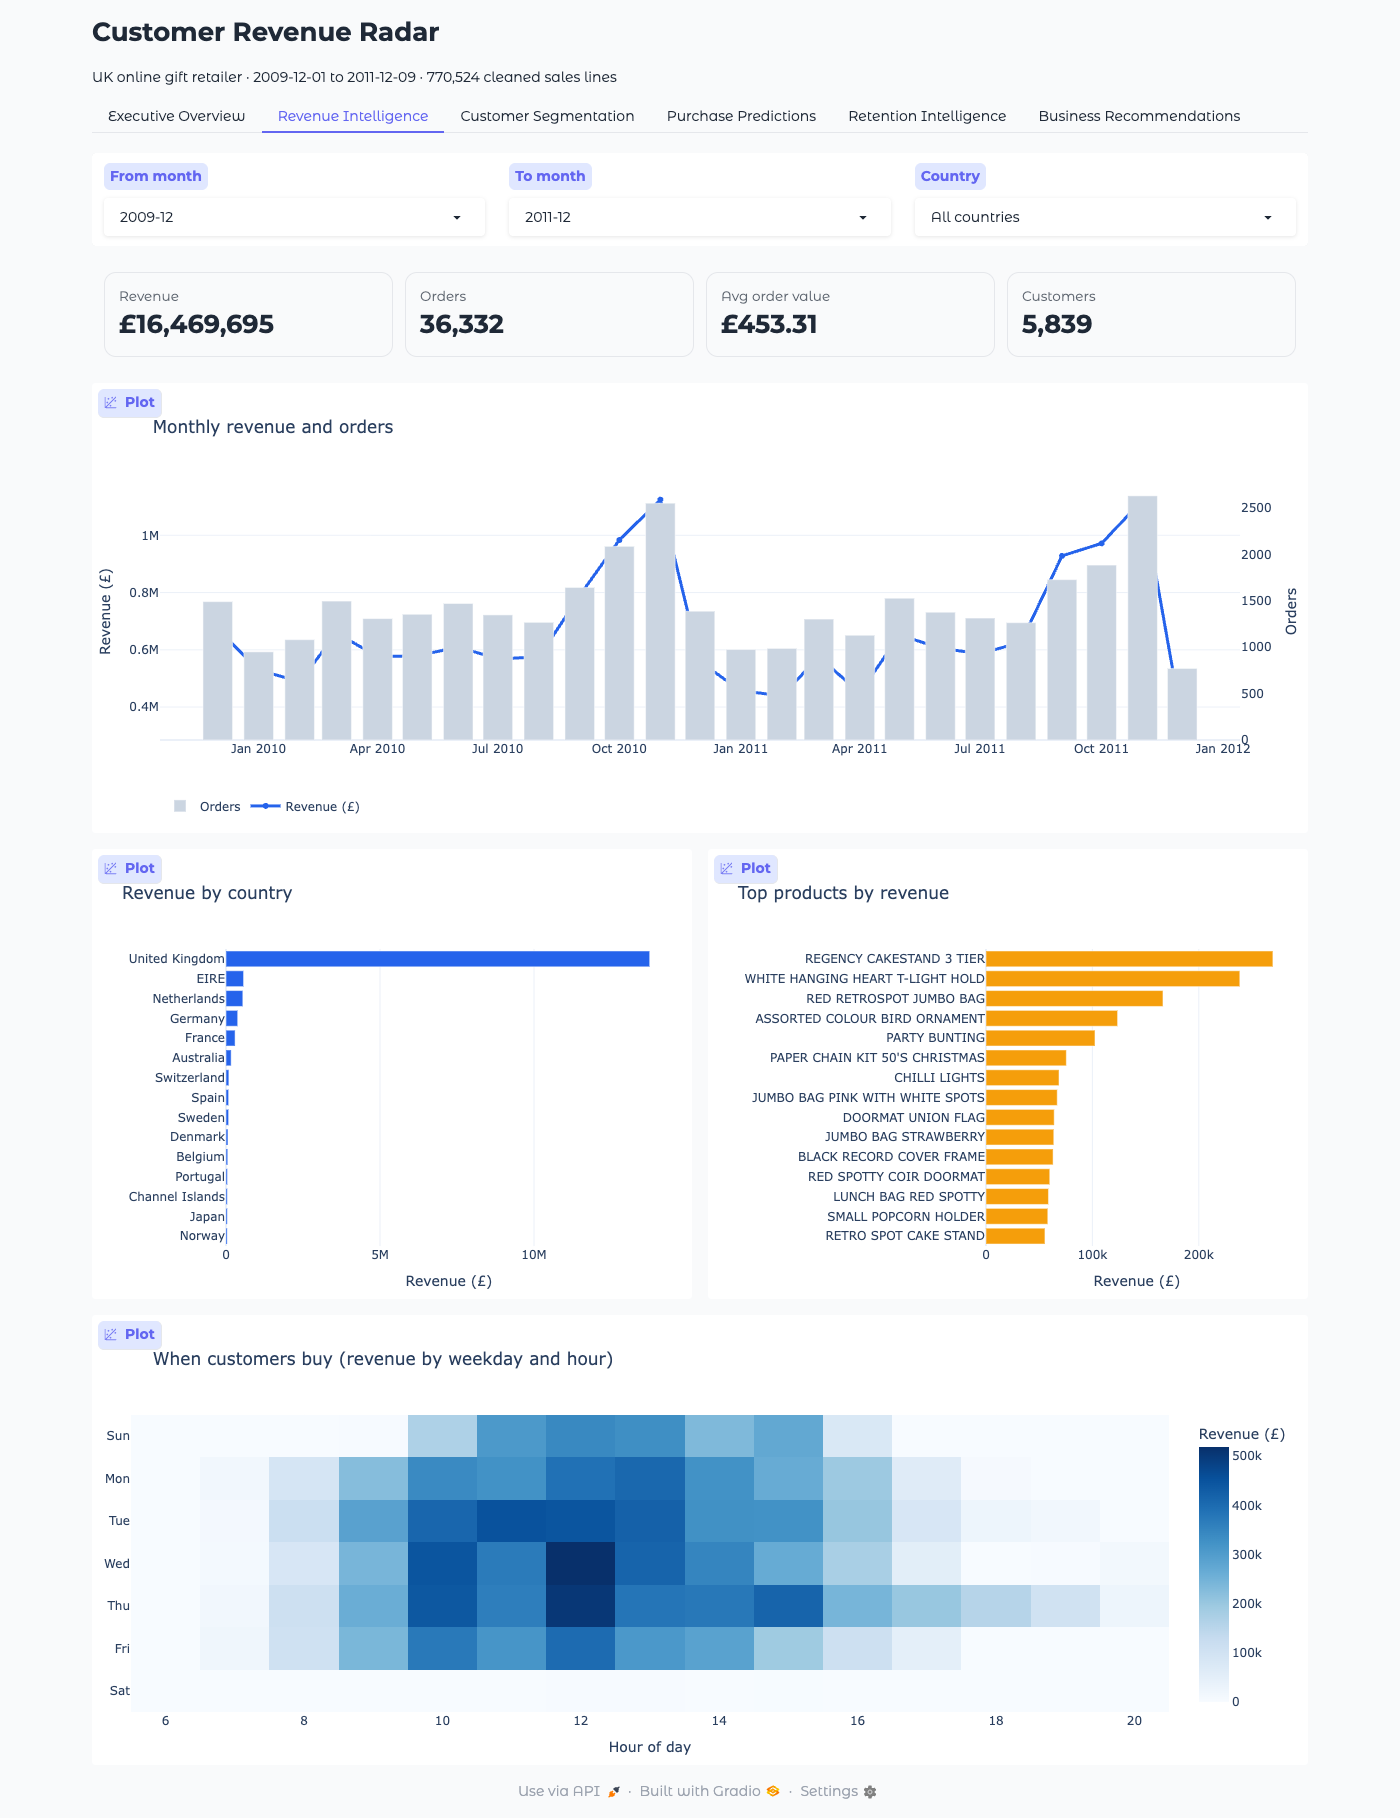 Customer Revenue Radar
UK online gift retailer · 2009-12-01 to 2011-12-09 · 770,524 cleaned sales lines
Executive Overview Revenue Intelligence Customer Segmentation Purchase Predictions Retention Intelligence Business Recommendations
From month To month Country
2009-12 2011-12 All countries
Revenue Orders Avg order value Customers
£16,469,695 36,332 £453.31 5,839
Plot
Monthly revenue and orders
Revenue (£)
1M
0.8M
0.6M
0.4M
2500
2000
1500
1000
500
0
Orders
Jan 2010 Apr 2010 Jul 2010 Oct 2010 Jan 2011 Apr 2011 Jul 2011 Oct 2011 Jan 2012
Orders Revenue (£)
Plot
Revenue by country
United Kingdom
EIRE
Netherlands
Germany
France
Australia
Switzerland
Spain
Sweden
Denmark
Belgium
Portugal
Channel Islands
Japan
Norway
0 5M 10M
Revenue (£)
Plot
Top products by revenue
REGENCY CAKESTAND 3 TIER
WHITE HANGING HEART T-LIGHT HOLD
RED RETROSPOT JUMBO BAG
ASSORTED COLOUR BIRD ORNAMENT
PARTY BUNTING
PAPER CHAIN KIT 50'S CHRISTMAS
CHILLI LIGHTS
JUMBO BAG PINK WITH WHITE SPOTS
DOORMAT UNION FLAG
JUMBO BAG STRAWBERRY
BLACK RECORD COVER FRAME
RED SPOTTY COIR DOORMAT
LUNCH BAG RED SPOTTY
SMALL POPCORN HOLDER
RETRO SPOT CAKE STAND
0 100k 200k
Revenue (£)
Plot
When customers buy (revenue by weekday and hour)
Sun
Mon
Tue
Wed
Thu
Fri
Sat
6 8 10 12 14 16 18 20
Hour of day
Revenue (£)
500k
400k
300k
200k
100k
0
Use via API · Built with Gradio · Settings